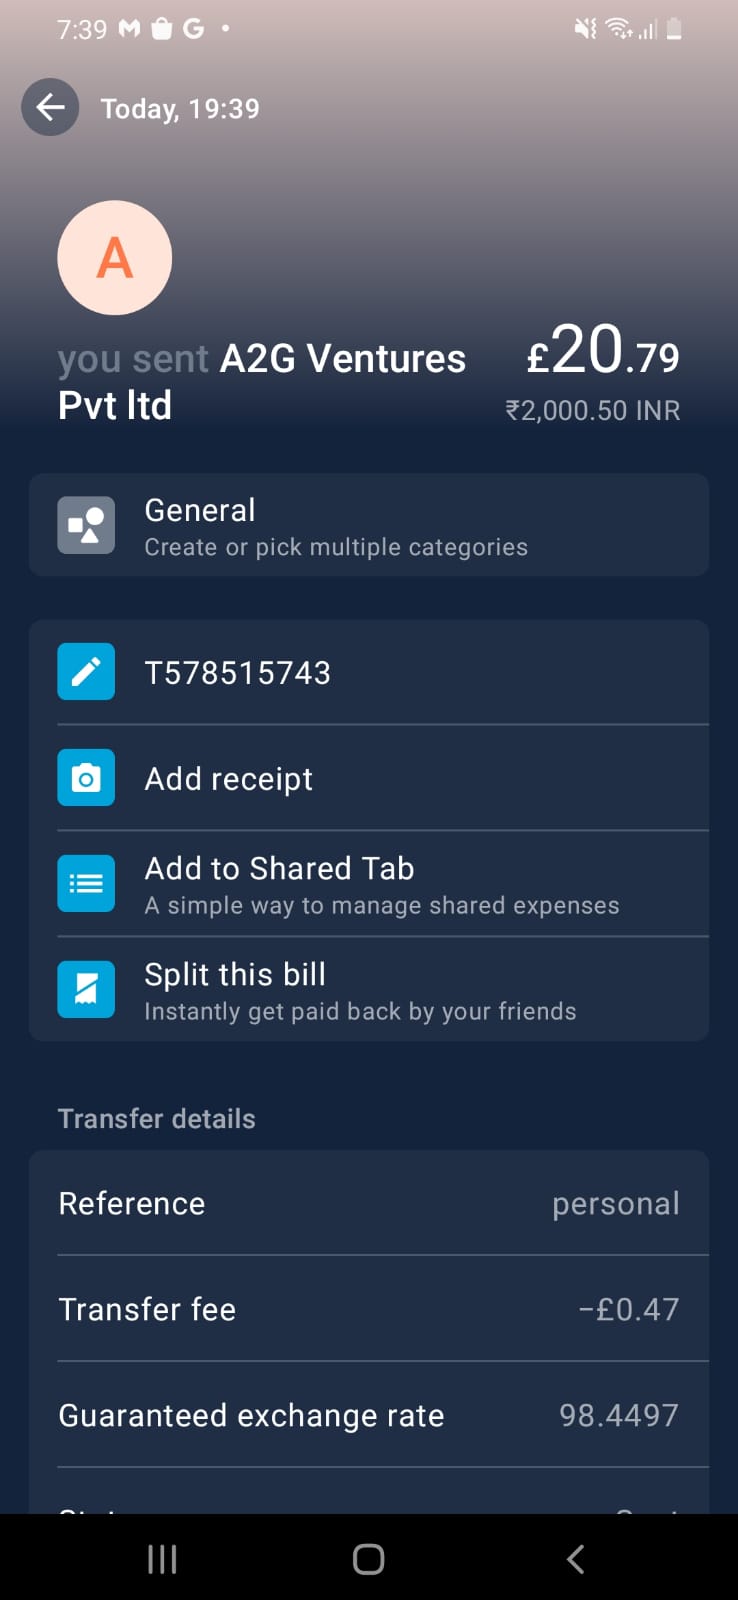 7:39
Today, 19:39
A
you sent A2G Ventures
Pvt ltd
£20.79
₹2,000.50 INR
General
Create or pick multiple categories
T578515743
Add receipt
Add to Shared Tab
A simple way to manage shared expenses
Split this bill
Instantly get paid back by your friends
Transfer details
Reference personal
Transfer fee -£0.47
Guaranteed exchange rate 98.4497